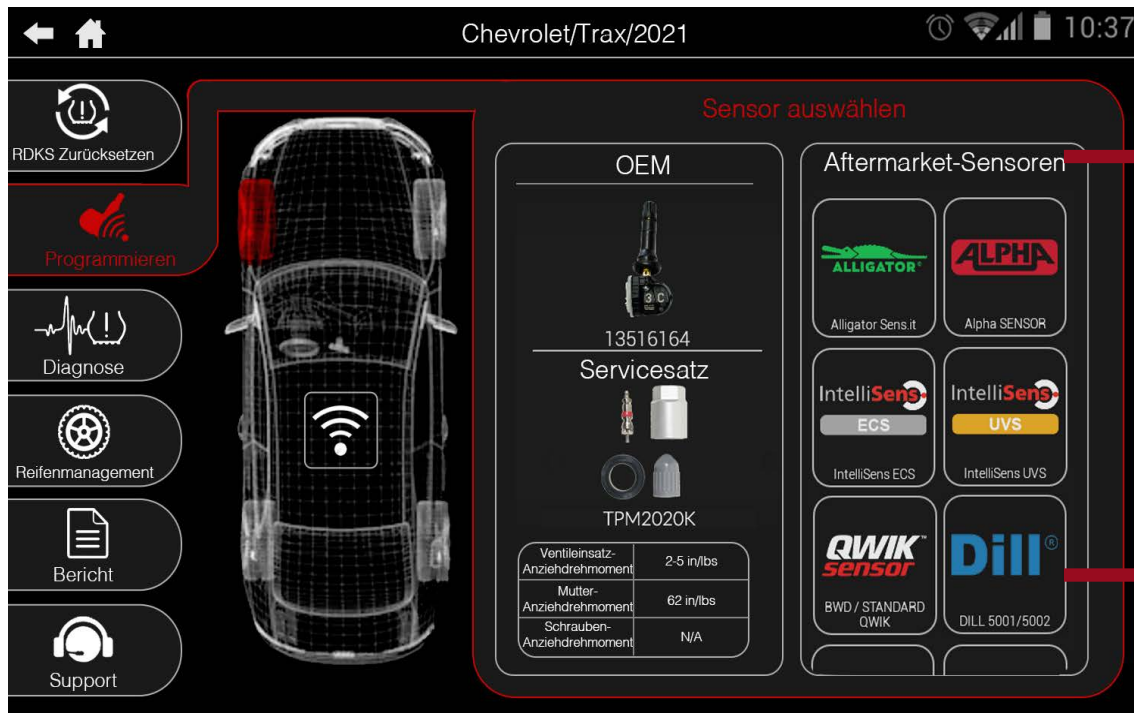 Chevrolet/Trax/2021
10:37
RDKS Zurücksetzen
Programmieren
Diagnose
Reifenmanagement
Bericht
Support
Sensor auswählen
OEM
13516164
Servicesatz
TPM2020K
Ventileinsatz-
Anziehdrehmoment
2-5 in/lbs
Mutter-
Anziehdrehmoment
62 in/lbs
Schrauben-
Anziehdrehmoment
N/A
Aftermarket-Sensoren
ALLIGATOR®
Alligator Sens.it
ALPHA
Alpha SENSOR
IntelliSens
ECS
IntelliSens ECS
IntelliSens
UVS
IntelliSens UVS
QWIK™
sensor
BWD / STANDARD
QWIK
Dill®
DILL 5001/5002